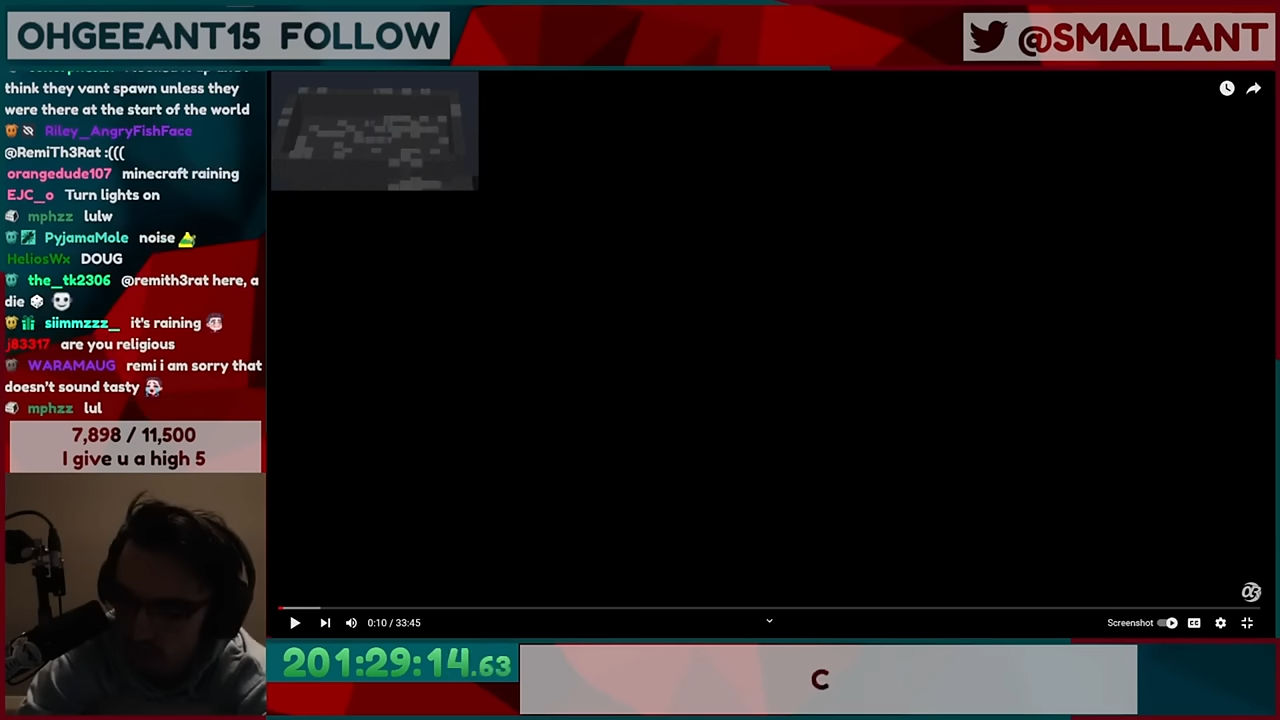 OHGEEANT15 FOLLOW
@SMALLANT
think they vant spawn unless they
were there at the start of the world
Riley_AngryFishFace
@RemiTh3Rat :(((
orangedude107 minecraft raining
EJC_o Turn lights on
mphzz lulw
PyjamaMole noise
HeliosWx DOUG
the_tk2306 @remith3rat here, a
die
siimmzzz_ it's raining
j83317 are you religious
WARAMAUG remi i am sorry that
doesn't sound tasty
mphzz lul
7,898 / 11,500
I give u a high 5
0:10 / 33:45
Screenshot
CC
201:29:14.63
C